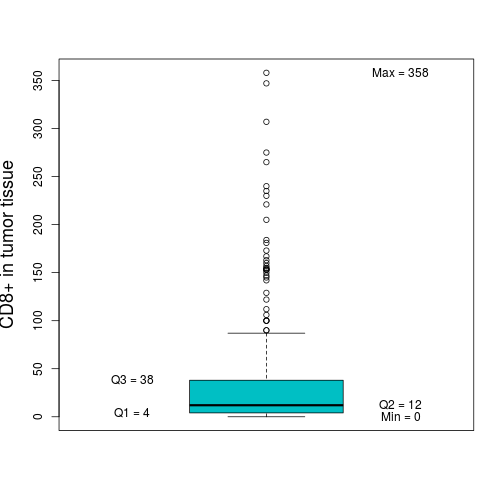 CD8+ in tumor tissue
350
300
250
200
150
100
50
0
Max = 358
Q3 = 38
Q1 = 4
Q2 = 12
Min = 0